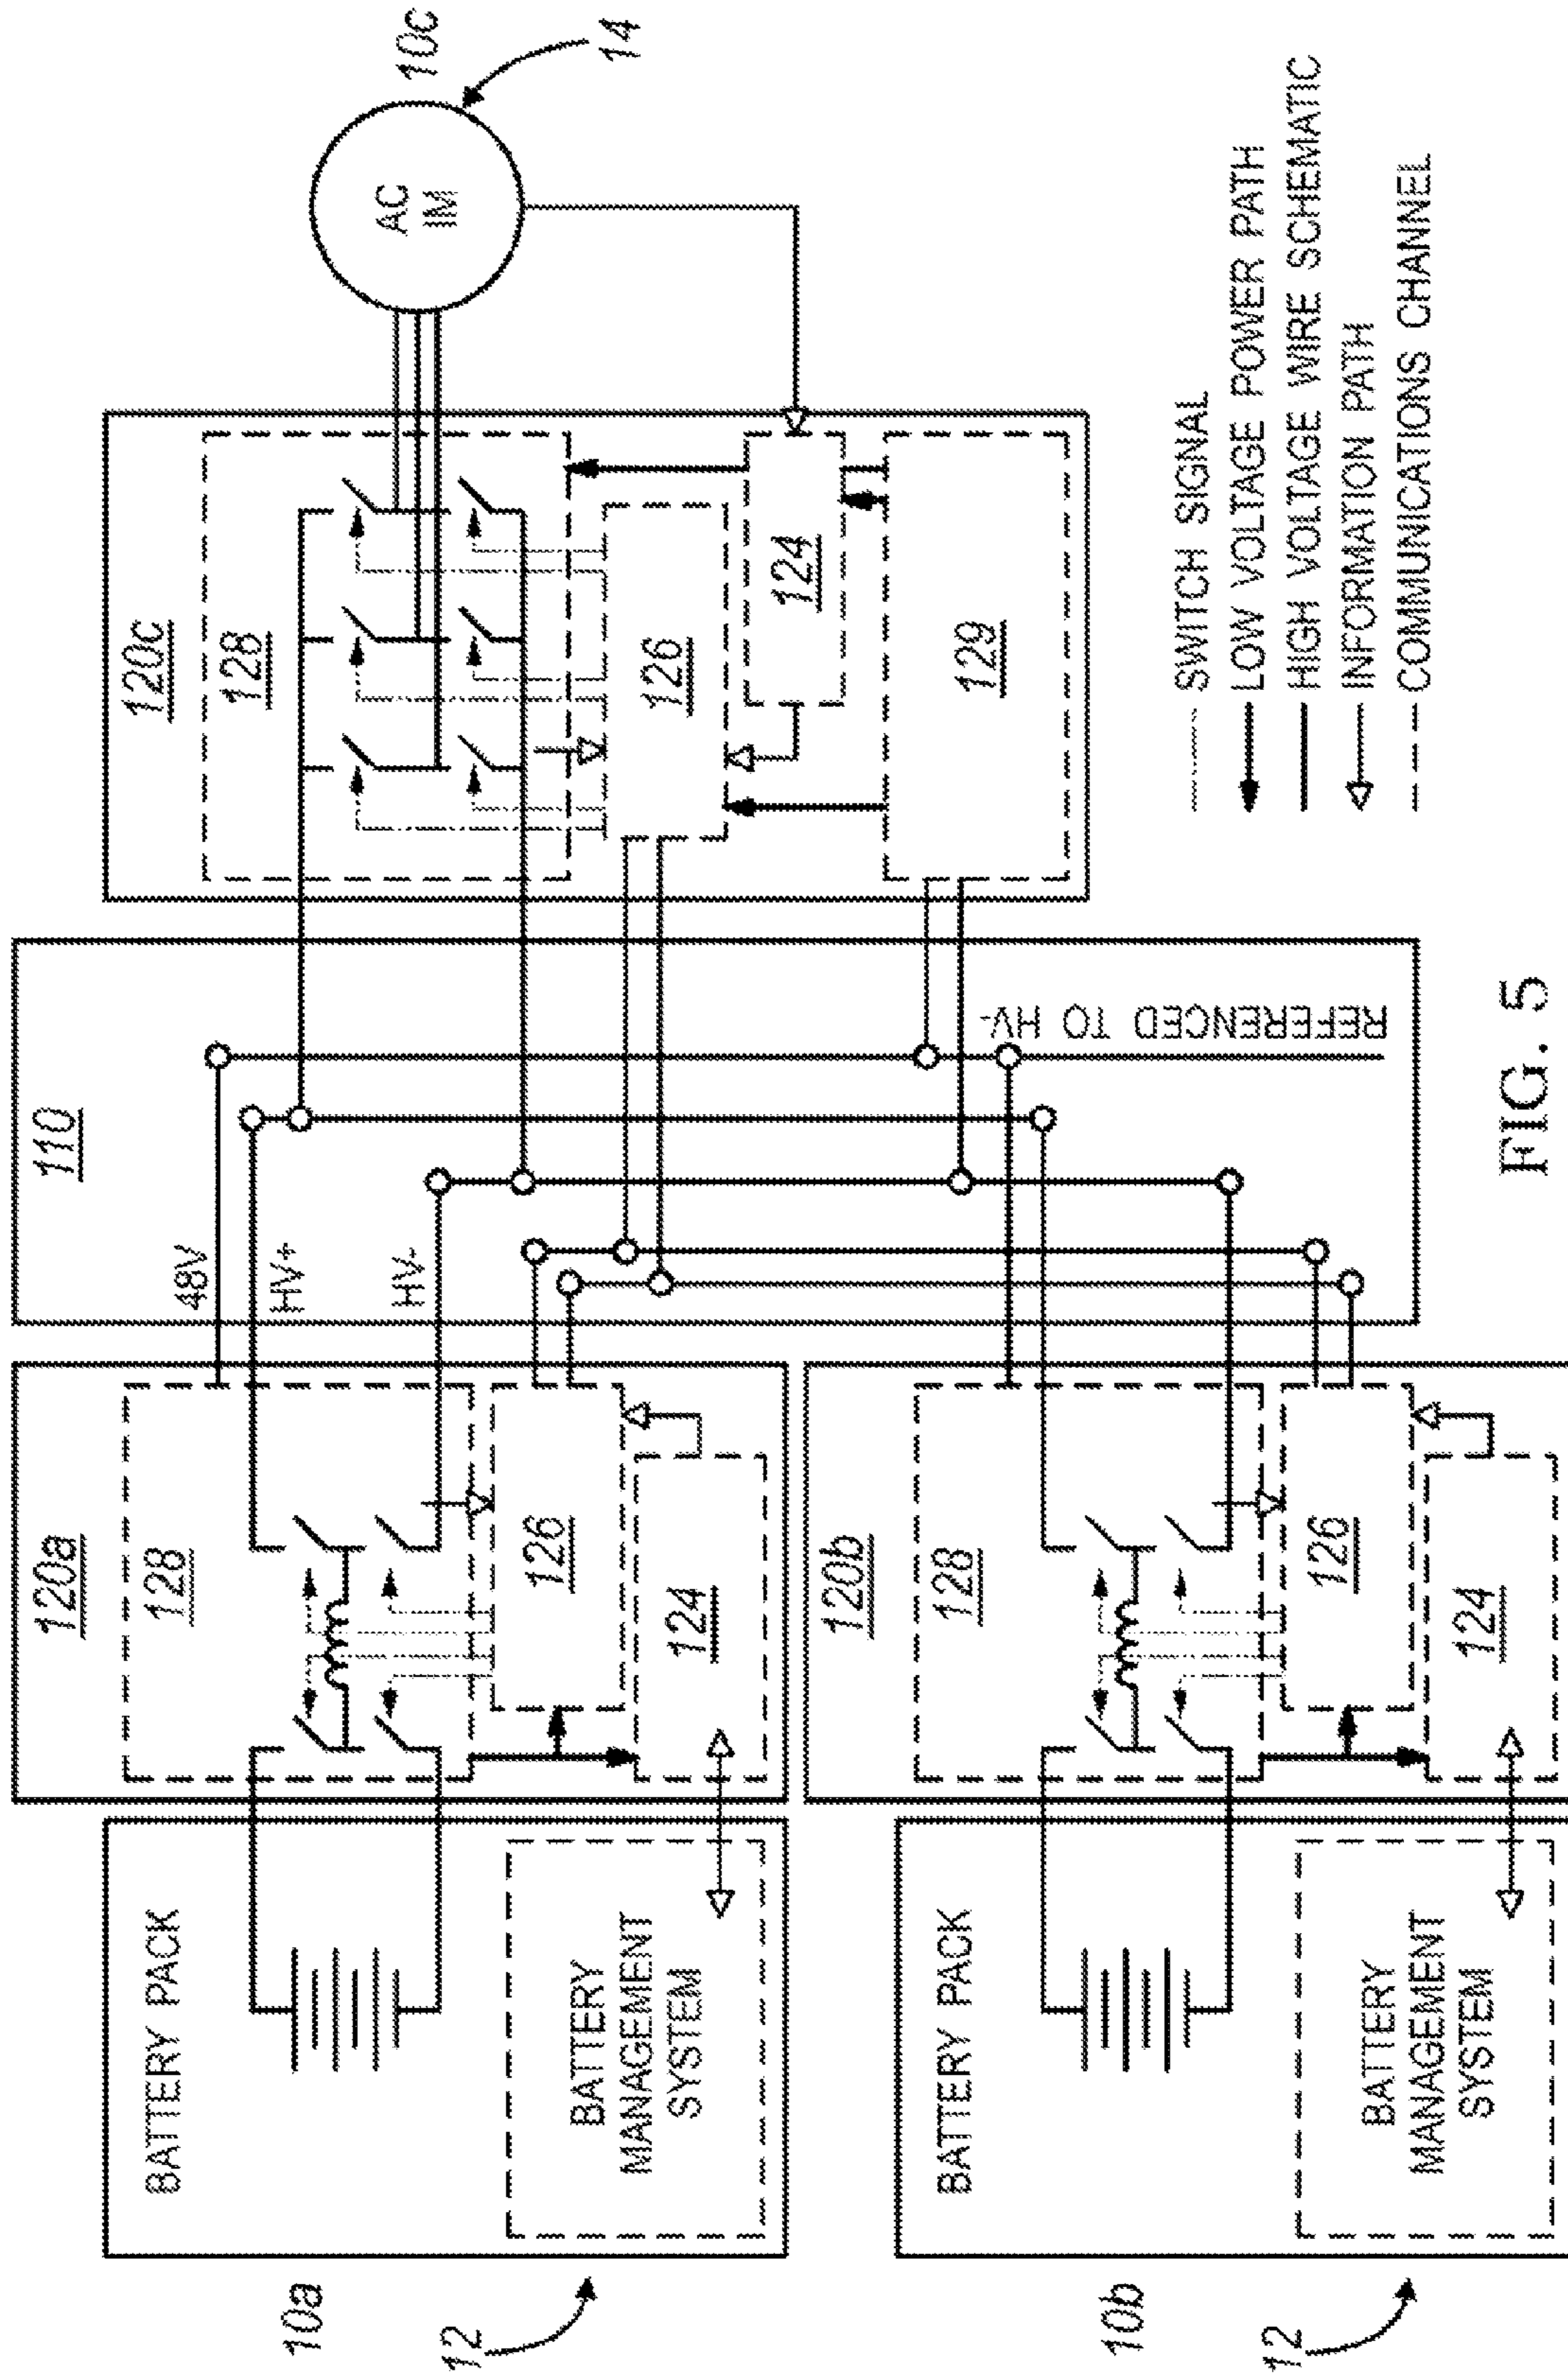 10a
12
BATTERY PACK
BATTERY
MANAGEMENT
SYSTEM
120a
128
126
124
110
48V
HV+
HV-
REFERENCED TO HV-
120c
128
126
124
129
AC
IM
10c
14
10b
12
BATTERY PACK
BATTERY
MANAGEMENT
SYSTEM
120b
128
126
124
SWITCH SIGNAL
LOW VOLTAGE POWER PATH
HIGH VOLTAGE WIRE SCHEMATIC
INFORMATION PATH
COMMUNICATIONS CHANNEL
FIG. 5